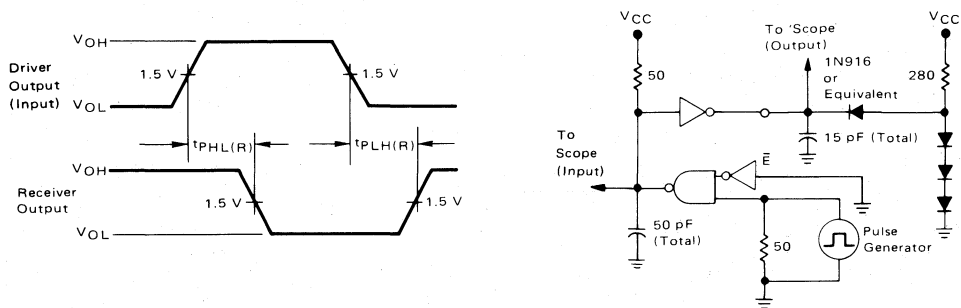 VOH
Driver
Output
(Input)
1.5 V
1.5 V
VOL
tPHL(R)
tPLH(R)
VOH
Receiver
Output
1.5 V
1.5 V
VOL
VCC
50
To 'Scope
(Output)
1N916
or
Equivalent
VCC
280
15 pF (Total)
To
Scope
(Input)
E̅
50 pF
(Total)
50
Pulse
Generator